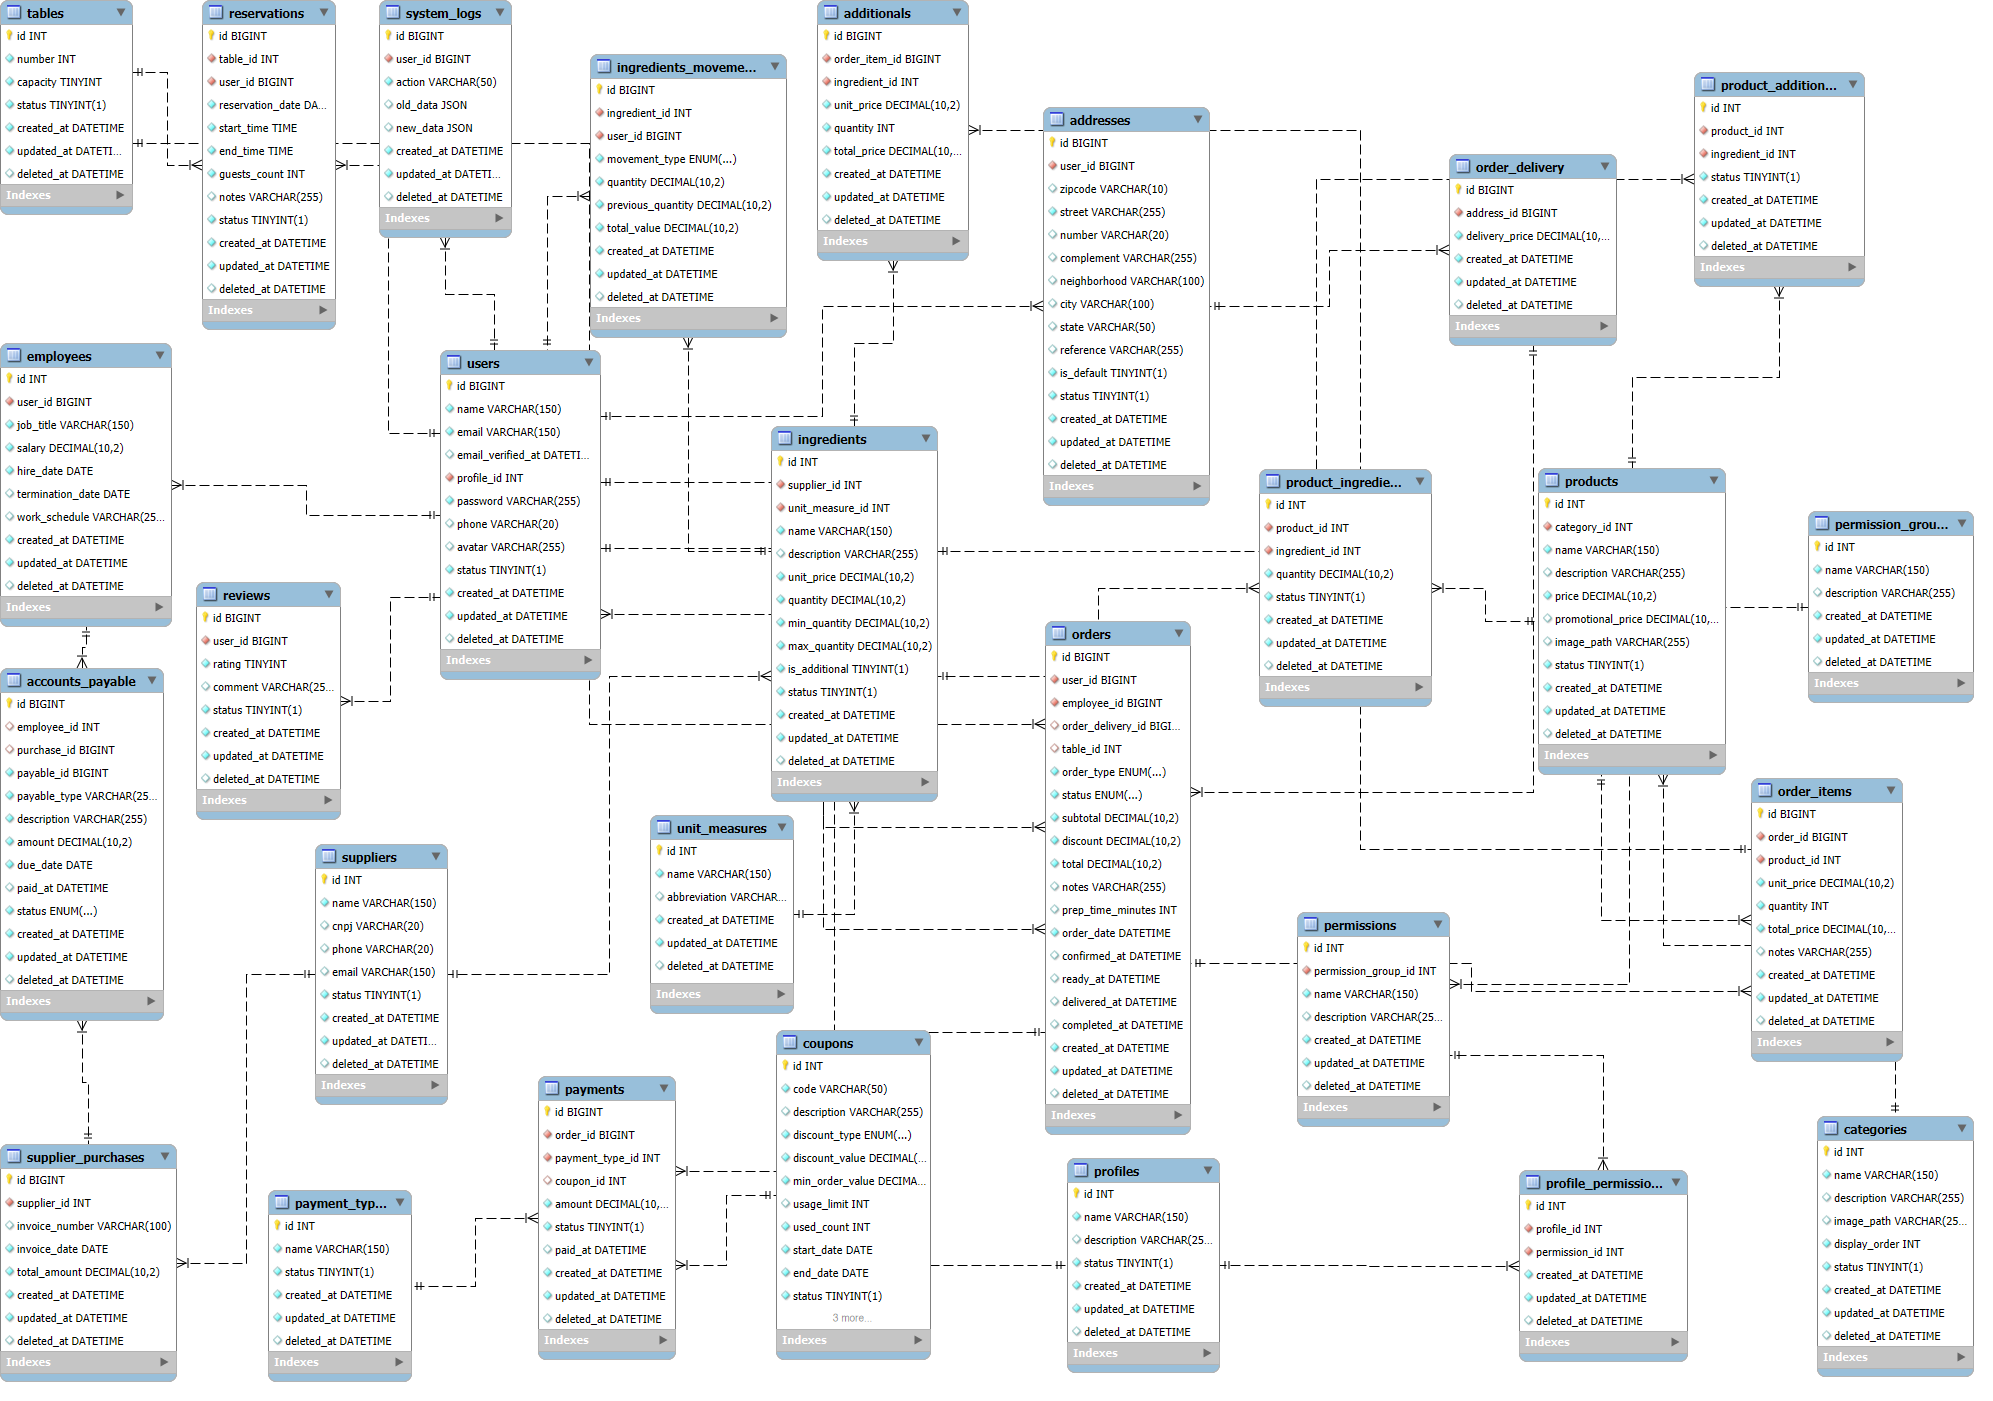 tables
id INT
number INT
capacity TINYINT
status TINYINT(1)
created_at DATETIME
updated_at DATETI...
deleted_at DATETIME
Indexes
reservations
id BIGINT
table_id INT
user_id BIGINT
reservation_date DA...
start_time TIME
end_time TIME
guests_count INT
notes VARCHAR(255)
status TINYINT(1)
created_at DATETIME
updated_at DATETIME
deleted_at DATETIME
Indexes
system_logs
id BIGINT
user_id BIGINT
action VARCHAR(50)
old_data JSON
new_data JSON
created_at DATETIME
updated_at DATETI...
deleted_at DATETIME
Indexes
ingredients_moveme...
id BIGINT
ingredient_id INT
user_id BIGINT
movement_type ENUM(...)
quantity DECIMAL(10,2)
previous_quantity DECIMAL(10,2)
total_value DECIMAL(10,2)
created_at DATETIME
updated_at DATETIME
deleted_at DATETIME
Indexes
additionals
id BIGINT
order_item_id BIGINT
ingredient_id INT
unit_price DECIMAL(10,2)
quantity INT
total_price DECIMAL(10,...
created_at DATETIME
updated_at DATETIME
deleted_at DATETIME
Indexes
addresses
id BIGINT
user_id BIGINT
zipcode VARCHAR(10)
street VARCHAR(255)
number VARCHAR(20)
complement VARCHAR(255)
neighborhood VARCHAR(100)
city VARCHAR(100)
state VARCHAR(50)
reference VARCHAR(255)
is_default TINYINT(1)
status TINYINT(1)
created_at DATETIME
updated_at DATETIME
deleted_at DATETIME
Indexes
order_delivery
id BIGINT
address_id BIGINT
delivery_price DECIMAL(10,...
created_at DATETIME
updated_at DATETIME
deleted_at DATETIME
Indexes
product_addition...
id INT
product_id INT
ingredient_id INT
status TINYINT(1)
created_at DATETIME
updated_at DATETIME
deleted_at DATETIME
Indexes
employees
id INT
user_id BIGINT
job_title VARCHAR(150)
salary DECIMAL(10,2)
hire_date DATE
termination_date DATE
work_schedule VARCHAR(25...
created_at DATETIME
updated_at DATETIME
deleted_at DATETIME
Indexes
users
id BIGINT
name VARCHAR(150)
email VARCHAR(150)
email_verified_at DATETI...
profile_id INT
password VARCHAR(255)
phone VARCHAR(20)
avatar VARCHAR(255)
status TINYINT(1)
created_at DATETIME
updated_at DATETIME
deleted_at DATETIME
Indexes
ingredients
id INT
supplier_id INT
unit_measure_id INT
name VARCHAR(150)
description VARCHAR(255)
unit_price DECIMAL(10,2)
quantity DECIMAL(10,2)
min_quantity DECIMAL(10,2)
max_quantity DECIMAL(10,2)
is_additional TINYINT(1)
status TINYINT(1)
created_at DATETIME
updated_at DATETIME
deleted_at DATETIME
Indexes
product_ingredie...
id INT
product_id INT
ingredient_id INT
quantity DECIMAL(10,2)
status TINYINT(1)
created_at DATETIME
updated_at DATETIME
deleted_at DATETIME
Indexes
products
id INT
category_id INT
name VARCHAR(150)
description VARCHAR(255)
price DECIMAL(10,2)
promotional_price DECIMAL(10,...
image_path VARCHAR(255)
status TINYINT(1)
created_at DATETIME
updated_at DATETIME
deleted_at DATETIME
Indexes
permission_grou...
id INT
name VARCHAR(150)
description VARCHAR(255)
created_at DATETIME
updated_at DATETIME
deleted_at DATETIME
Indexes
reviews
id BIGINT
user_id BIGINT
rating TINYINT
comment VARCHAR(25...
status TINYINT(1)
created_at DATETIME
updated_at DATETIME
deleted_at DATETIME
Indexes
orders
id BIGINT
user_id BIGINT
employee_id BIGINT
order_delivery_id BIGI...
table_id INT
order_type ENUM(...)
status ENUM(...)
subtotal DECIMAL(10,2)
discount DECIMAL(10,2)
total DECIMAL(10,2)
notes VARCHAR(255)
prep_time_minutes INT
order_date DATETIME
confirmed_at DATETIME
ready_at DATETIME
delivered_at DATETIME
completed_at DATETIME
created_at DATETIME
updated_at DATETIME
deleted_at DATETIME
Indexes
accounts_payable
id BIGINT
employee_id INT
purchase_id BIGINT
payable_id BIGINT
payable_type VARCHAR(25...
description VARCHAR(255)
amount DECIMAL(10,2)
due_date DATE
paid_at DATETIME
status ENUM(...)
created_at DATETIME
updated_at DATETIME
deleted_at DATETIME
Indexes
order_items
id BIGINT
order_id BIGINT
product_id INT
unit_price DECIMAL(10,2)
quantity INT
total_price DECIMAL(10,...
notes VARCHAR(255)
created_at DATETIME
updated_at DATETIME
deleted_at DATETIME
Indexes
unit_measures
id INT
name VARCHAR(150)
abbreviation VARCHAR...
created_at DATETIME
updated_at DATETIME
deleted_at DATETIME
Indexes
suppliers
id INT
name VARCHAR(150)
cnpj VARCHAR(20)
phone VARCHAR(20)
email VARCHAR(150)
status TINYINT(1)
created_at DATETIME
updated_at DATETI...
deleted_at DATETIME
Indexes
permissions
id INT
permission_group_id INT
name VARCHAR(150)
description VARCHAR(25...
created_at DATETIME
updated_at DATETIME
deleted_at DATETIME
Indexes
coupons
id INT
code VARCHAR(50)
description VARCHAR(255)
discount_type ENUM(...)
discount_value DECIMAL(...
min_order_value DECIMA...
usage_limit INT
used_count INT
start_date DATE
end_date DATE
status TINYINT(1)
3 more...
Indexes
payments
id BIGINT
order_id BIGINT
payment_type_id INT
coupon_id INT
amount DECIMAL(10,...
status TINYINT(1)
paid_at DATETIME
created_at DATETIME
updated_at DATETIME
deleted_at DATETIME
Indexes
categories
id INT
name VARCHAR(150)
description VARCHAR(255)
image_path VARCHAR(25...
display_order INT
status TINYINT(1)
created_at DATETIME
updated_at DATETIME
deleted_at DATETIME
Indexes
supplier_purchases
id BIGINT
supplier_id INT
invoice_number VARCHAR(100)
invoice_date DATE
total_amount DECIMAL(10,2)
created_at DATETIME
updated_at DATETIME
deleted_at DATETIME
Indexes
payment_typ...
id INT
name VARCHAR(150)
status TINYINT(1)
created_at DATETIME
updated_at DATETIME
deleted_at DATETIME
Indexes
profiles
id INT
name VARCHAR(150)
description VARCHAR(25...
status TINYINT(1)
created_at DATETIME
updated_at DATETIME
deleted_at DATETIME
Indexes
profile_permissio...
id INT
profile_id INT
permission_id INT
created_at DATETIME
updated_at DATETIME
deleted_at DATETIME
Indexes